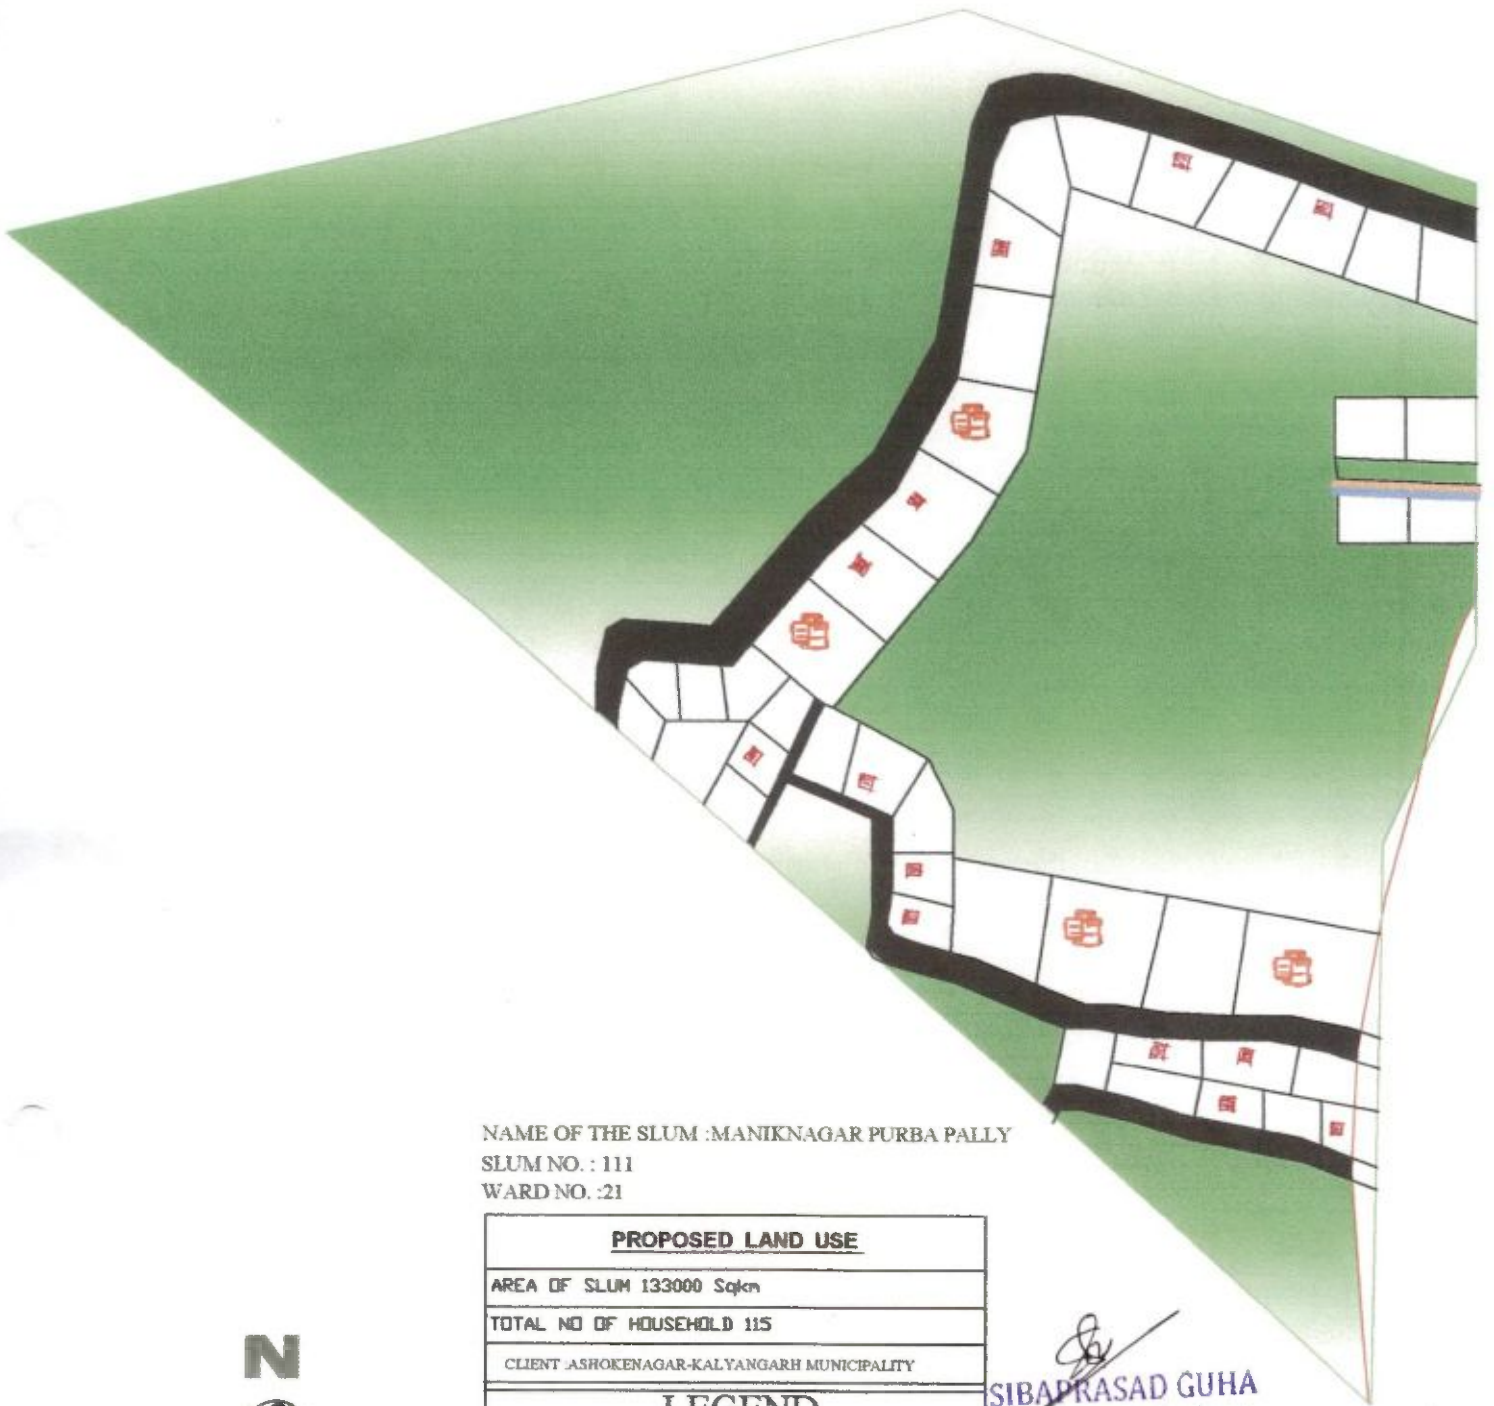 NAME OF THE SLUM :MANIKNAGAR PURBA PALLY
SLUM NO. : 111
WARD NO. :21
PROPOSED LAND USE
AREA OF SLUM 133000 Sqkm
TOTAL NO OF HOUSEHOLD 115
CLIENT :ASHOKENAGAR-KALYANGARH MUNICIPALITY
LEGEND
SIBAPRASAD GUHA
N